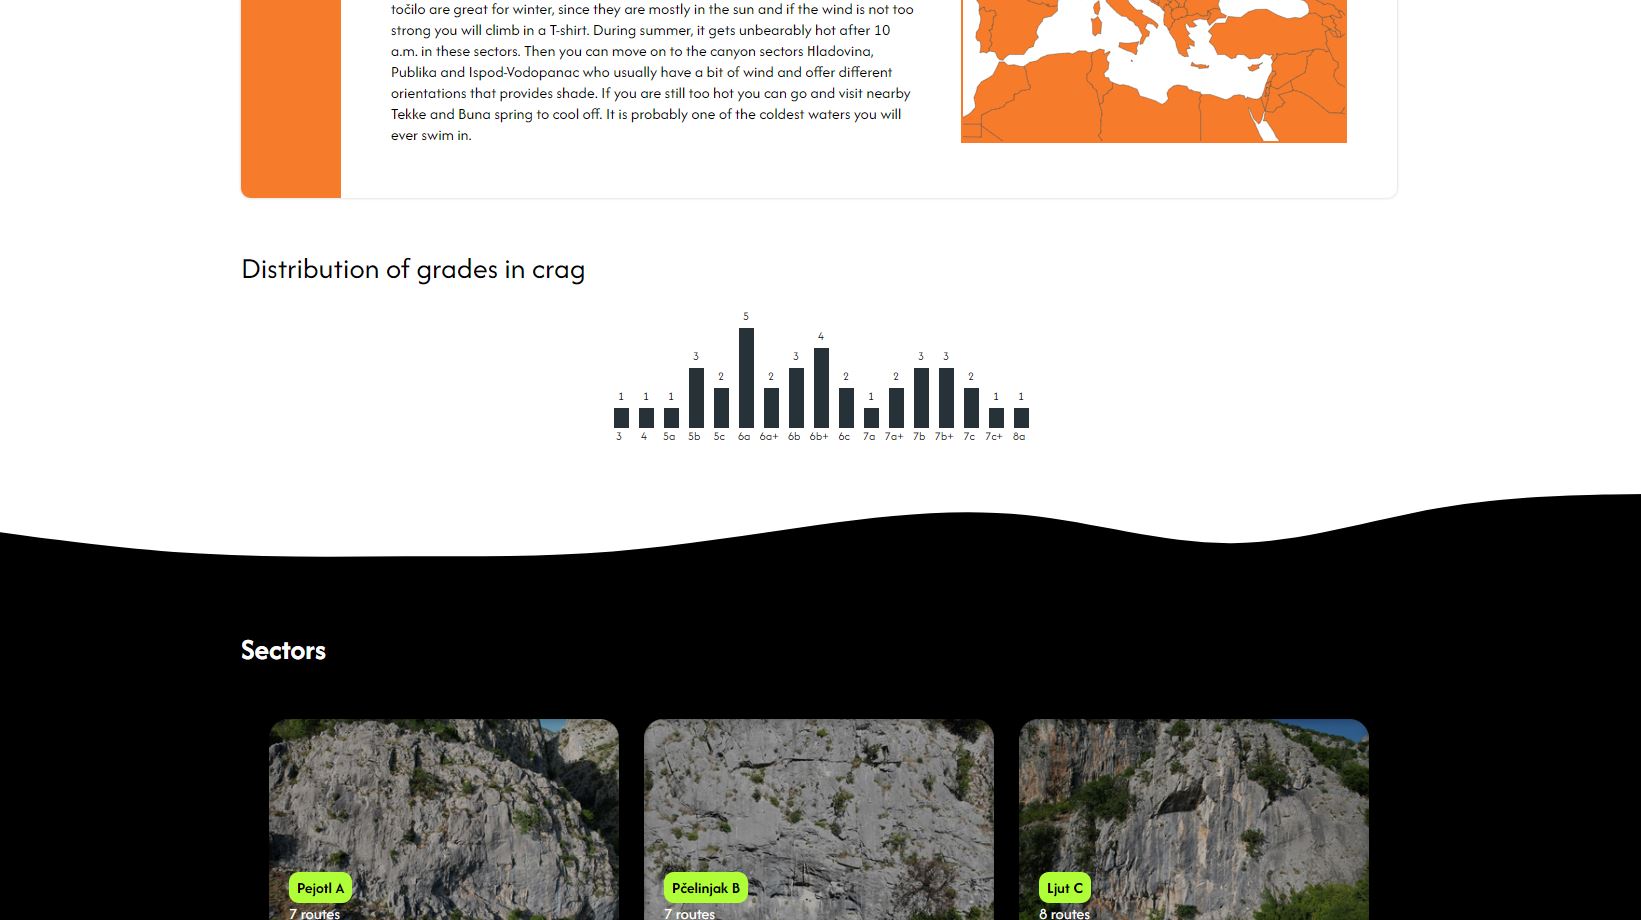 točilo are great for winter, since they are mostly in the sun and if the wind is not too
strong you will climb in a T-shirt. During summer, it gets unbearably hot after 10
a.m. in these sectors. Then you can move on to the canyon sectors Hladovina,
Publika and Ispod-Vodopanac who usually have a bit of wind and offer different
orientations that provides shade. If you are still too hot you can go and visit nearby
Tekke and Buna spring to cool off. It is probably one of the coldest waters you will
ever swim in.
Distribution of grades in crag
1 1 1 3 2 5 2 3 4 2 1 2 3 3 2 1 1
3 4 5a 5b 5c 6a 6a+ 6b 6b+ 6c 7a 7a+ 7b 7b+ 7c 7c+ 8a
Sectors
Pejotl A
7 routes
Pčelinjak B
7 routes
Ljut C
8 routes